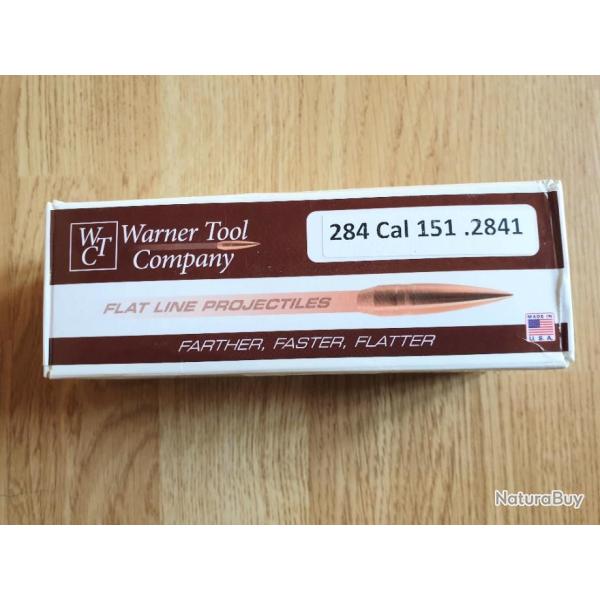 WTC
Warner Tool
Company
284 Cal 151 .2841
FLAT LINE PROJECTILES
MADE IN
U.S.A.
FARTHER, FASTER, FLATTER
NaturaBuy